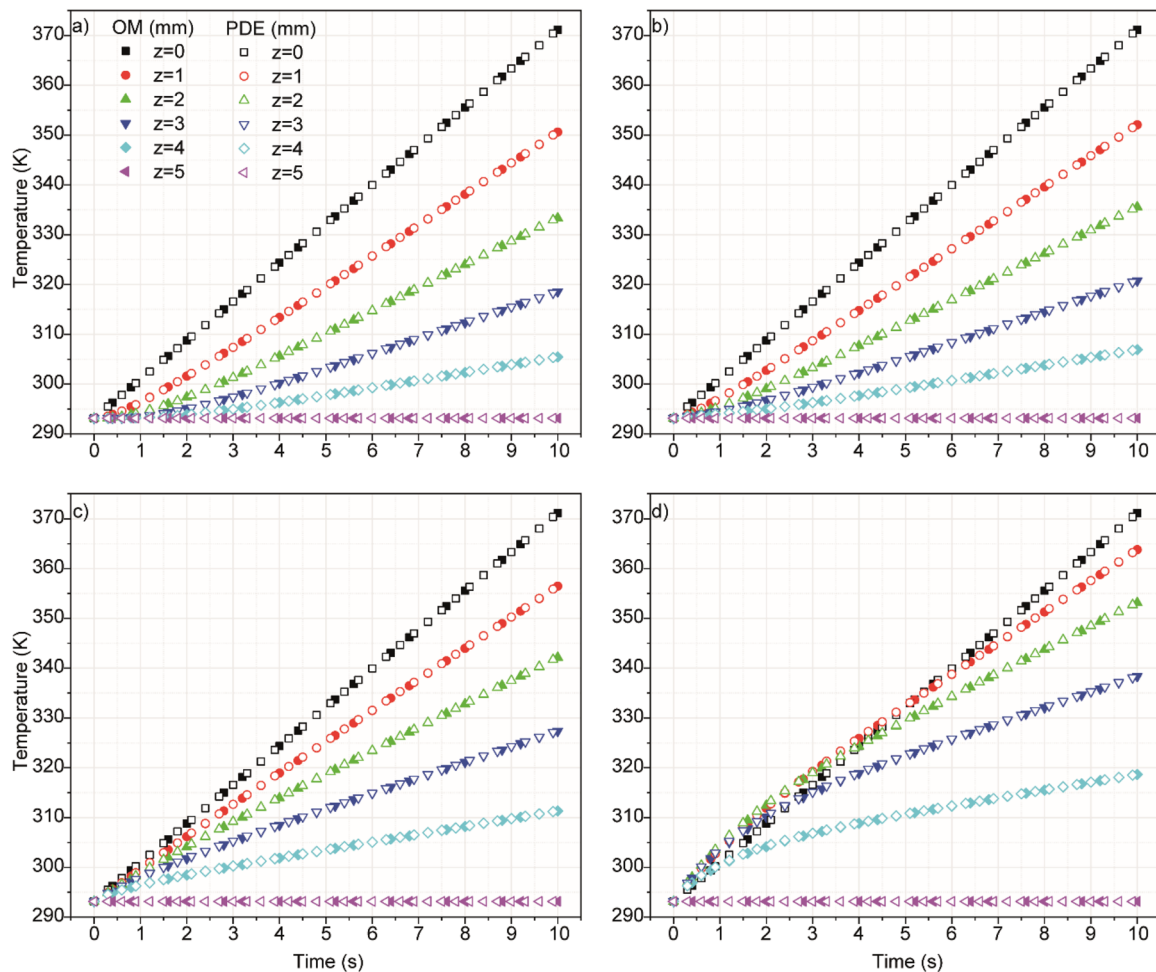 a)
OM (mm) PDE (mm)
z=0 z=0
z=1 z=1
z=2 z=2
z=3 z=3
z=4 z=4
z=5 z=5
370
360
350
340
330
320
310
300
290
Temperature (K)
0 1 2 3 4 5 6 7 8 9 10
b)
370
360
350
340
330
320
310
300
290
0 1 2 3 4 5 6 7 8 9 10
c)
370
360
350
340
330
320
310
300
290
Temperature (K)
0 1 2 3 4 5 6 7 8 9 10
Time (s)
d)
370
360
350
340
330
320
310
300
290
0 1 2 3 4 5 6 7 8 9 10
Time (s)